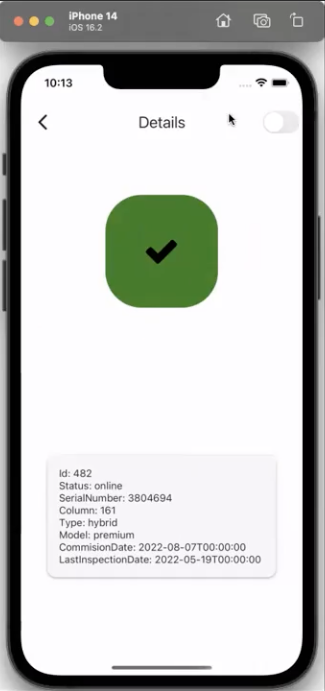 iPhone 14
iOS 16.2
10:13
Details
Id: 482
Status: online
SerialNumber: 3804694
Column: 161
Type: hybrid
Model: premium
CommisionDate: 2022-08-07T00:00:00
LastInspectionDate: 2022-05-19T00:00:00